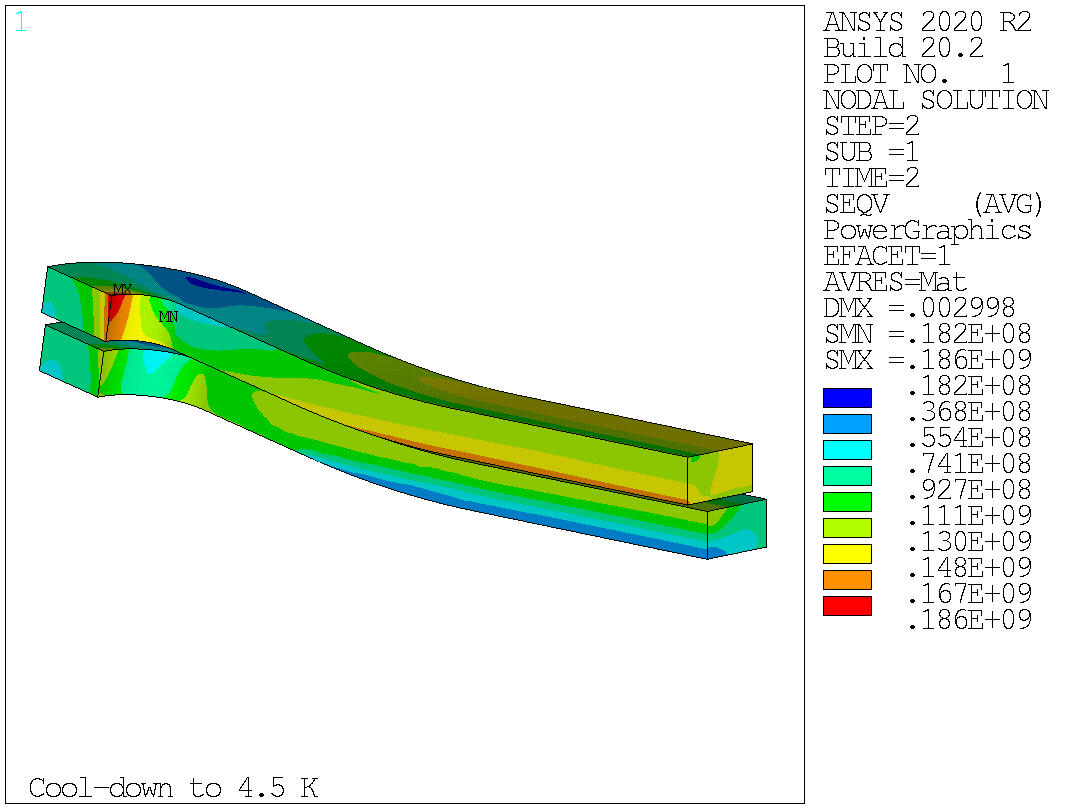 1
ANSYS 2020 R2
Build 20.2
PLOT NO. 1
NODAL SOLUTION
STEP=2
SUB =1
TIME=2
SEQV (AVG)
PowerGraphics
EFACET=1
AVRES=Mat
DMX =.002998
SMN =.182E+08
SMX =.186E+09
.182E+08
.368E+08
.554E+08
.741E+08
.927E+08
.111E+09
.130E+09
.148E+09
.167E+09
.186E+09
MX
MN
Cool-down to 4.5 K